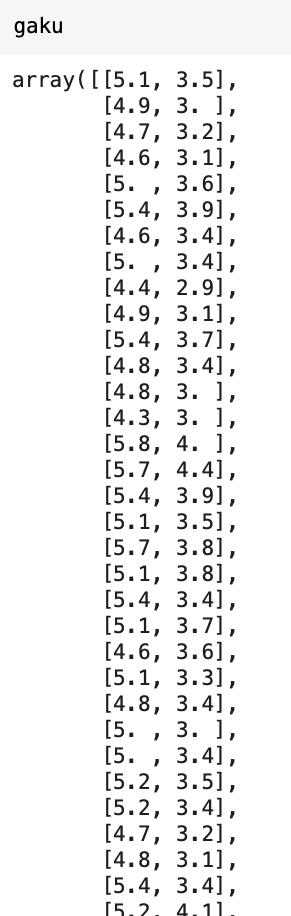 gaku
array([[5.1, 3.5],
[4.9, 3. ],
[4.7, 3.2],
[4.6, 3.1],
[5. , 3.6],
[5.4, 3.9],
[4.6, 3.4],
[5. , 3.4],
[4.4, 2.9],
[4.9, 3.1],
[5.4, 3.7],
[4.8, 3.4],
[4.8, 3. ],
[4.3, 3. ],
[5.8, 4. ],
[5.7, 4.4],
[5.4, 3.9],
[5.1, 3.5],
[5.7, 3.8],
[5.1, 3.8],
[5.4, 3.4],
[5.1, 3.7],
[4.6, 3.6],
[5.1, 3.3],
[4.8, 3.4],
[5. , 3. ],
[5. , 3.4],
[5.2, 3.5],
[5.2, 3.4],
[4.7, 3.2],
[4.8, 3.1],
[5.4, 3.4],
[5.2, 4.1],